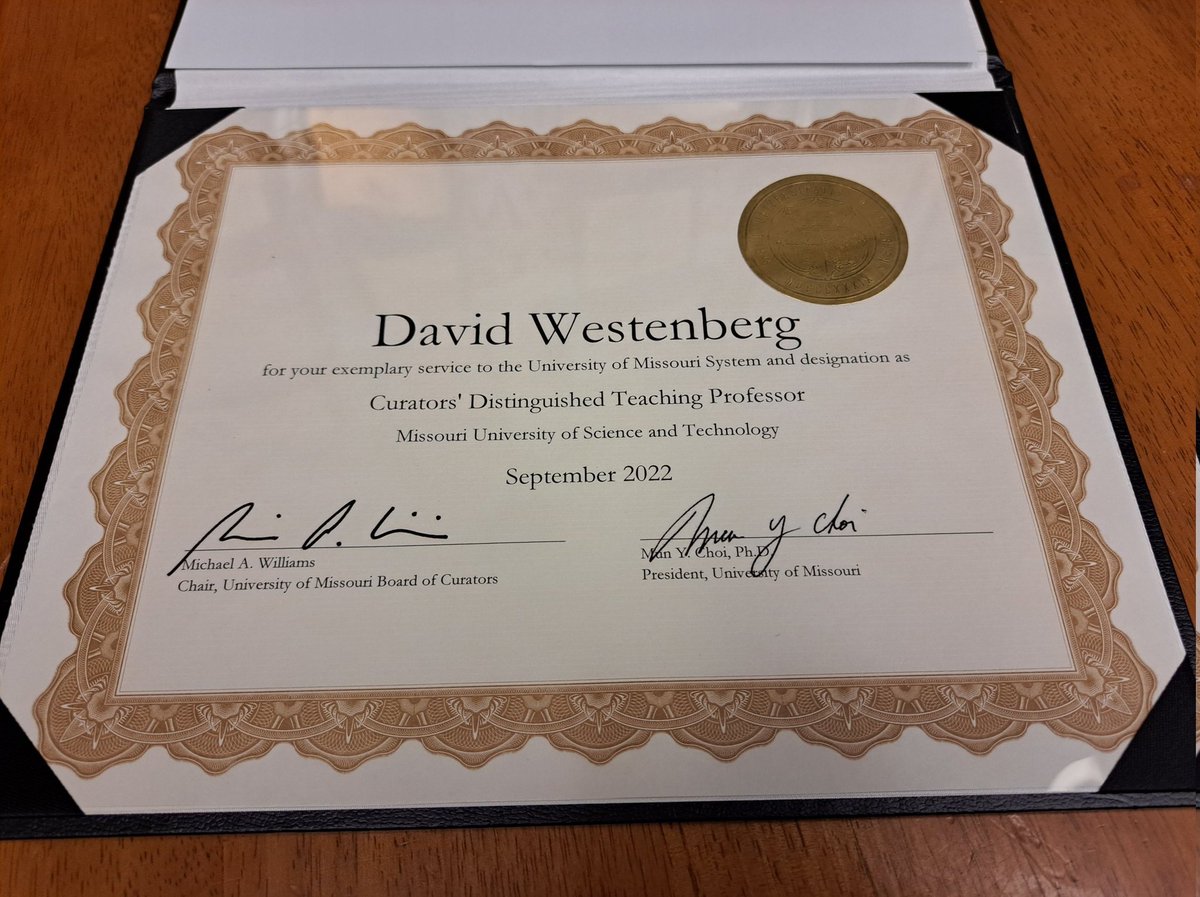 David Westenberg
for your exemplary service to the University of Missouri System and designation as
Curators' Distinguished Teaching Professor
Missouri University of Science and Technology
September 2022
Michael A. Williams
Chair, University of Missouri Board of Curators
Mun Y. Choi
Mun Y. Choi, Ph.D.
President, University of Missouri